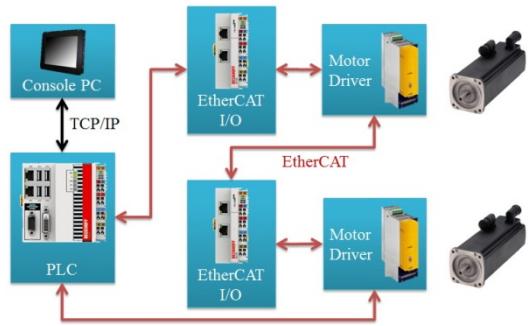 Console PC
TCP/IP
PLC
EtherCAT
I/O
Motor
Driver
EtherCAT
EtherCAT
I/O
Motor
Driver